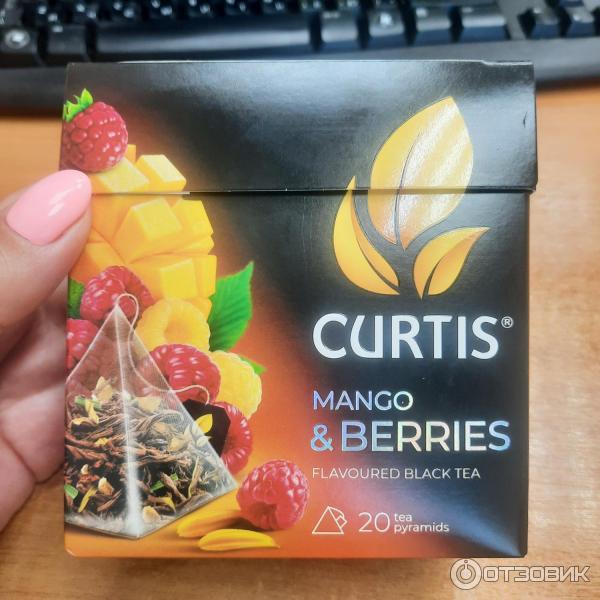 CURTIS®
MANGO
& BERRIES
FLAVOURED BLACK TEA
20 tea
pyramids
ОТЗОВИК